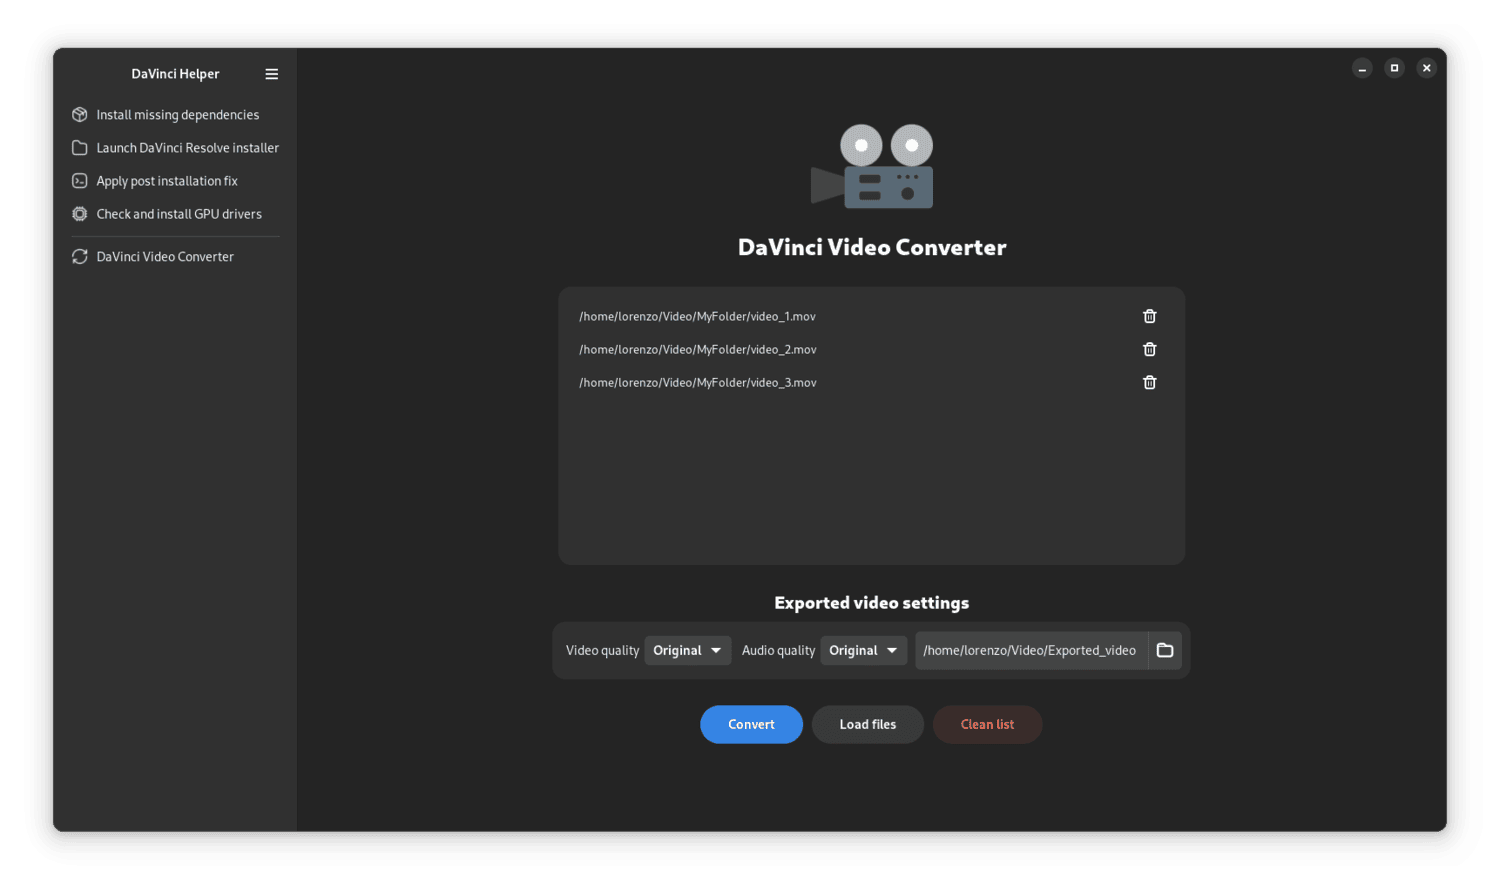 DaVinci Helper
Install missing dependencies
Launch DaVinci Resolve installer
Apply post installation fix
Check and install GPU drivers
DaVinci Video Converter
DaVinci Video Converter
/home/lorenzo/Video/MyFolder/video_1.mov
/home/lorenzo/Video/MyFolder/video_2.mov
/home/lorenzo/Video/MyFolder/video_3.mov
Exported video settings
Video quality Original Audio quality Original /home/lorenzo/Video/Exported_video
Convert Load files Clean list